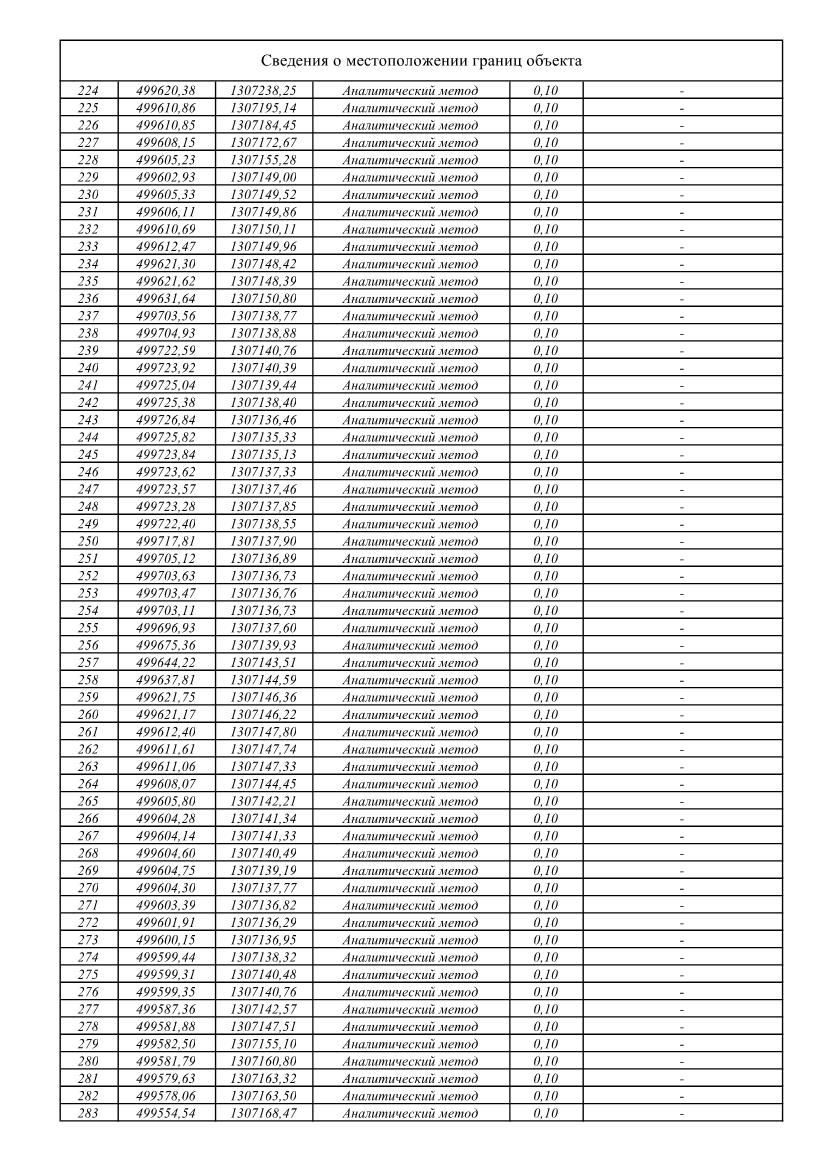 Сведения о местоположении границ объекта
224 499620,38 1307238,25 Аналитический метод 0,10 -
225 499610,86 1307195,14 Аналитический метод 0,10 -
226 499610,85 1307184,45 Аналитический метод 0,10 -
227 499608,15 1307172,67 Аналитический метод 0,10 -
228 499605,23 1307155,28 Аналитический метод 0,10 -
229 499602,93 1307149,00 Аналитический метод 0,10 -
230 499605,33 1307149,52 Аналитический метод 0,10 -
231 499606,11 1307149,86 Аналитический метод 0,10 -
232 499610,69 1307150,11 Аналитический метод 0,10 -
233 499612,47 1307149,96 Аналитический метод 0,10 -
234 499621,30 1307148,42 Аналитический метод 0,10 -
235 499621,62 1307148,39 Аналитический метод 0,10 -
236 499631,64 1307150,80 Аналитический метод 0,10 -
237 499703,56 1307138,77 Аналитический метод 0,10 -
238 499704,93 1307138,88 Аналитический метод 0,10 -
239 499722,59 1307140,76 Аналитический метод 0,10 -
240 499723,92 1307140,39 Аналитический метод 0,10 -
241 499725,04 1307139,44 Аналитический метод 0,10 -
242 499725,38 1307138,40 Аналитический метод 0,10 -
243 499726,84 1307136,46 Аналитический метод 0,10 -
244 499725,82 1307135,33 Аналитический метод 0,10 -
245 499723,84 1307135,13 Аналитический метод 0,10 -
246 499723,62 1307137,33 Аналитический метод 0,10 -
247 499723,57 1307137,46 Аналитический метод 0,10 -
248 499723,28 1307137,85 Аналитический метод 0,10 -
249 499722,40 1307138,55 Аналитический метод 0,10 -
250 499717,81 1307137,90 Аналитический метод 0,10 -
251 499705,12 1307136,89 Аналитический метод 0,10 -
252 499703,63 1307136,73 Аналитический метод 0,10 -
253 499703,47 1307136,76 Аналитический метод 0,10 -
254 499703,11 1307136,73 Аналитический метод 0,10 -
255 499696,93 1307137,60 Аналитический метод 0,10 -
256 499675,36 1307139,93 Аналитический метод 0,10 -
257 499644,22 1307143,51 Аналитический метод 0,10 -
258 499637,81 1307144,59 Аналитический метод 0,10 -
259 499621,75 1307146,36 Аналитический метод 0,10 -
260 499621,17 1307146,22 Аналитический метод 0,10 -
261 499612,40 1307147,80 Аналитический метод 0,10 -
262 499611,61 1307147,74 Аналитический метод 0,10 -
263 499611,06 1307147,33 Аналитический метод 0,10 -
264 499608,07 1307144,45 Аналитический метод 0,10 -
265 499605,80 1307142,21 Аналитический метод 0,10 -
266 499604,28 1307141,34 Аналитический метод 0,10 -
267 499604,14 1307141,33 Аналитический метод 0,10 -
268 499604,60 1307140,49 Аналитический метод 0,10 -
269 499604,75 1307139,19 Аналитический метод 0,10 -
270 499604,30 1307137,77 Аналитический метод 0,10 -
271 499603,39 1307136,82 Аналитический метод 0,10 -
272 499601,91 1307136,29 Аналитический метод 0,10 -
273 499600,15 1307136,95 Аналитический метод 0,10 -
274 499599,44 1307138,32 Аналитический метод 0,10 -
275 499599,31 1307140,48 Аналитический метод 0,10 -
276 499599,35 1307140,76 Аналитический метод 0,10 -
277 499587,36 1307142,57 Аналитический метод 0,10 -
278 499581,88 1307147,51 Аналитический метод 0,10 -
279 499582,50 1307155,10 Аналитический метод 0,10 -
280 499581,79 1307160,80 Аналитический метод 0,10 -
281 499579,63 1307163,32 Аналитический метод 0,10 -
282 499578,06 1307163,50 Аналитический метод 0,10 -
283 499554,54 1307168,47 Аналитический метод 0,10 -